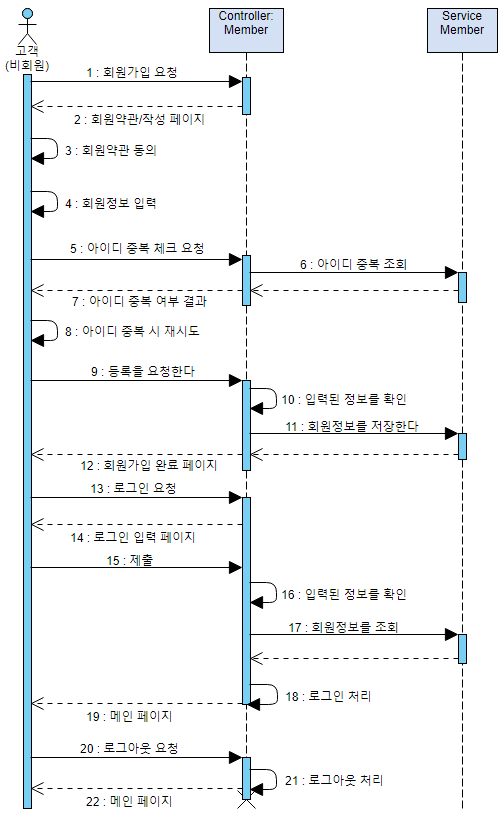 Controller:
Member
Service
Member
고객
(비회원)
1 : 회원가입 요청
2 : 회원약관/작성 페이지
3 : 회원약관 동의
4 : 회원정보 입력
5 : 아이디 중복 체크 요청
6 : 아이디 중복 조회
7 : 아이디 중복 여부 결과
8 : 아이디 중복 시 재시도
9 : 등록을 요청한다
10 : 입력된 정보를 확인
11 : 회원정보를 저장한다
12 : 회원가입 완료 페이지
13 : 로그인 요청
14 : 로그인 입력 페이지
15 : 제출
16 : 입력된 정보를 확인
17 : 회원정보를 조회
18 : 로그인 처리
19 : 메인 페이지
20 : 로그아웃 요청
21 : 로그아웃 처리
22 : 메인 페이지